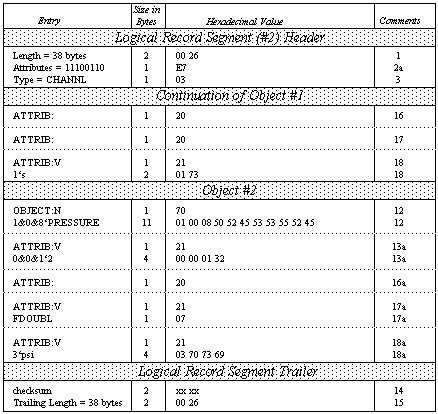 Entry Size in Bytes Hexadecimal Value Comments
Logical Record Segment (#2) Header
Length = 38 bytes 2 00 26 1
Attributes = 11100110 1 E7 2a
Type = CHANNL 1 03 3
Continuation of Object #1
ATTRIB: 1 20 16
ATTRIB: 1 20 17
ATTRIB:V 1 21 18
1‘s 2 01 73 18
Object #2
OBJECT:N 1 70 12
1&0&8‘PRESSURE 11 01 00 08 50 52 45 53 53 55 52 45 12
ATTRIB:V 1 21 13a
0&0&1‘2 4 00 00 01 32 13a
ATTRIB: 1 20 16a
ATTRIB:V 1 21 17a
FDOUBL 1 07 17a
ATTRIB:V 1 21 18a
3‘psi 4 03 70 73 69 18a
Logical Record Segment Trailer
checksum 2 xx xx 14
Trailing Length = 38 bytes 2 00 26 15